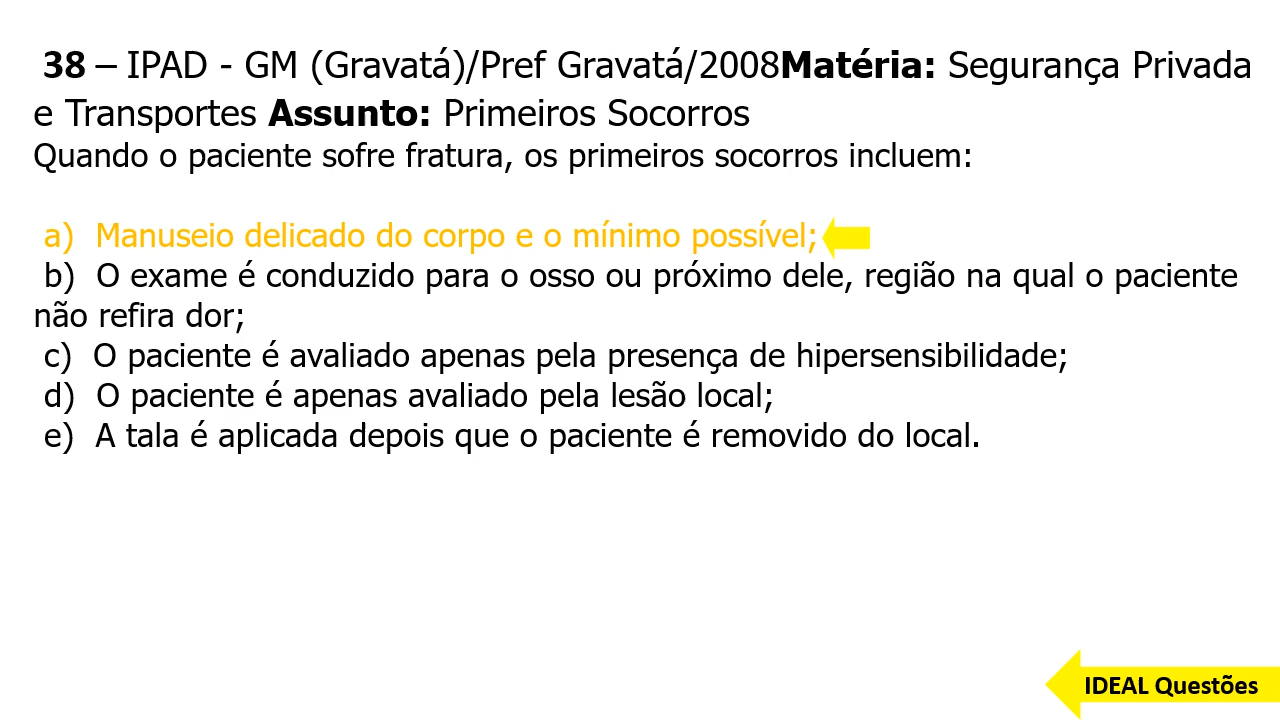 38 – IPAD - GM (Gravatá)/Pref Gravatá/2008Matéria: Segurança Privada
e Transportes Assunto: Primeiros Socorros
Quando o paciente sofre fratura, os primeiros socorros incluem:
a) Manuseio delicado do corpo e o mínimo possível;
b) O exame é conduzido para o osso ou próximo dele, região na qual o paciente
não refira dor;
c) O paciente é avaliado apenas pela presença de hipersensibilidade;
d) O paciente é apenas avaliado pela lesão local;
e) A tala é aplicada depois que o paciente é removido do local.
IDEAL Questões